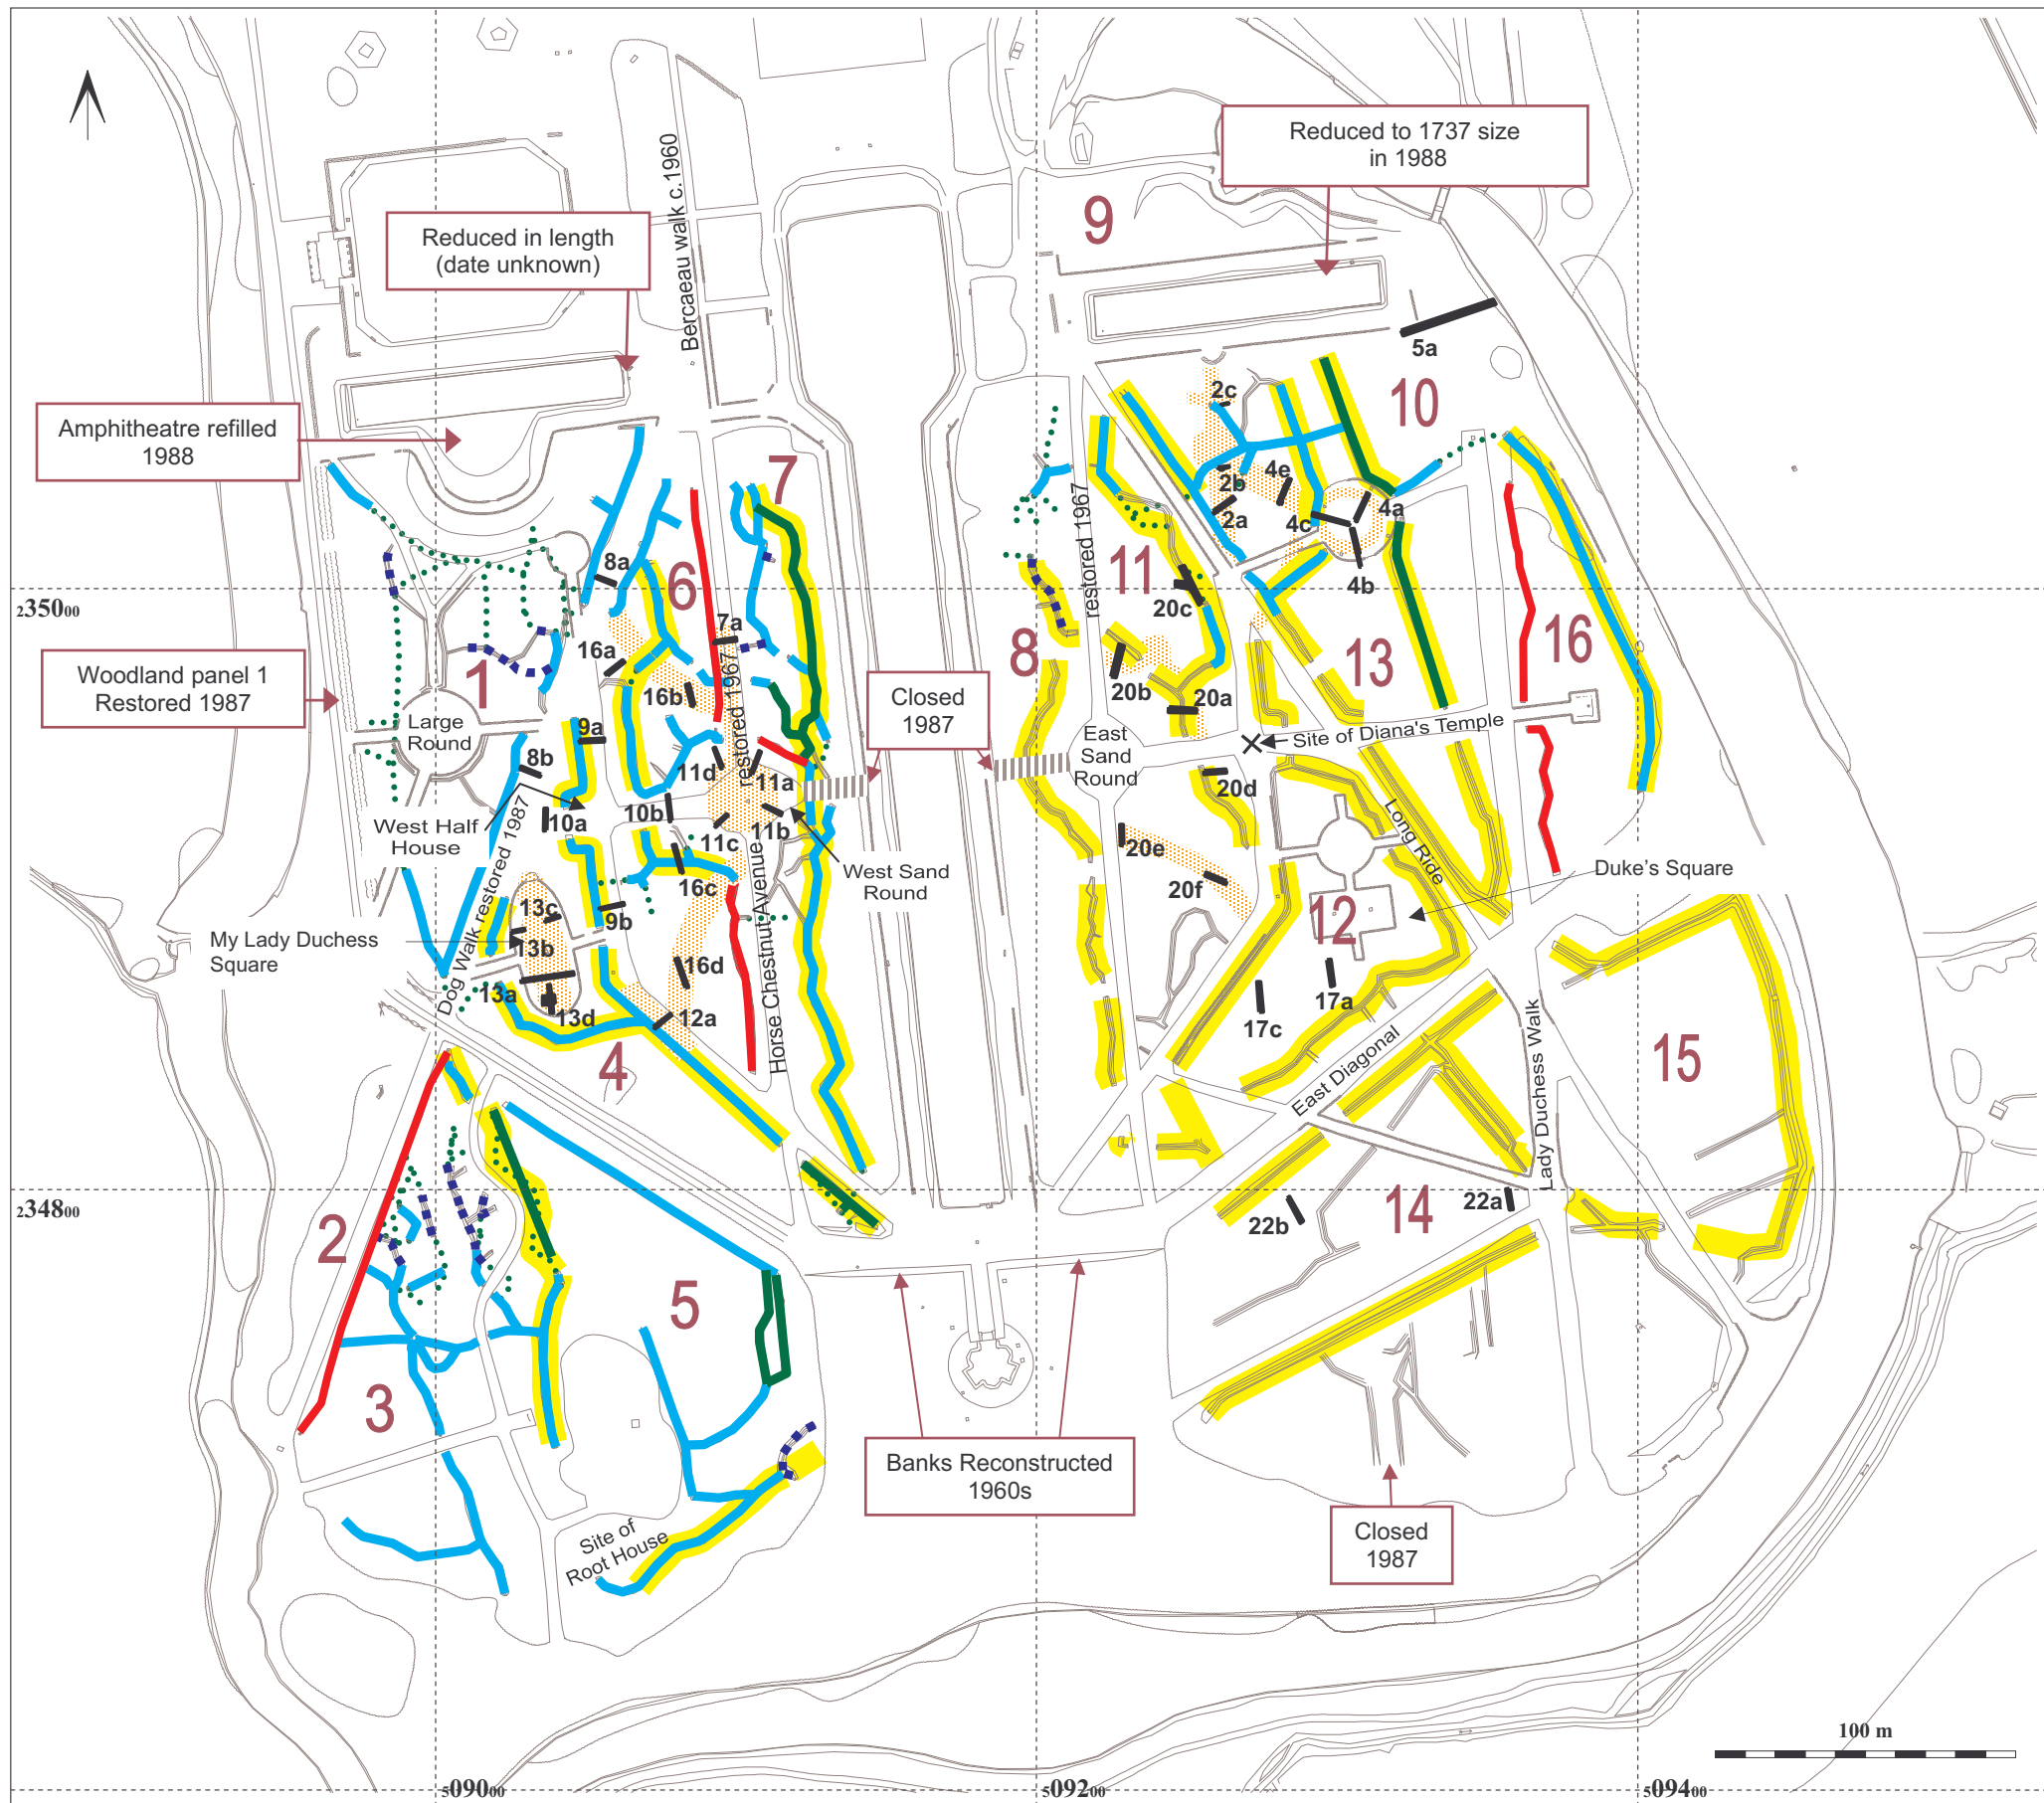 Reduced to 1737 size
in 1988
Bercaeau walk c.1960
9
Reduced in length
(date unknown)
5a
2c
10
Amphitheatre refilled
1988
7
4e
2b
restored 1967
2a
4c
4a
11
8a
6
4b
235000
20c
7a
16a
1
8
13
16
Woodland panel 1
Restored 1987
restored 1967
16b
20b
20a
Closed
1987
Large
Round
9a
Site of Diana's Temple
East
Sand
Round
8b
11d
11a
20d
10b
10a
West Half
House
11c
11b
Long Ride
20e
West Sand
Round
Duke's Square
16c
20f
Dog Walk restored 1987
Horse Chestnut Avenue
13c
9b
12
My Lady Duchess
Square
13b
16d
17a
13a
13d
12a
17c
4
East Diagonal
Lady Duchess Walk
15
234800
2
22b
14
22a
5
3
Banks Reconstructed
1960s
Closed
1987
Site of
Root House
100 m
509000
509200
509400